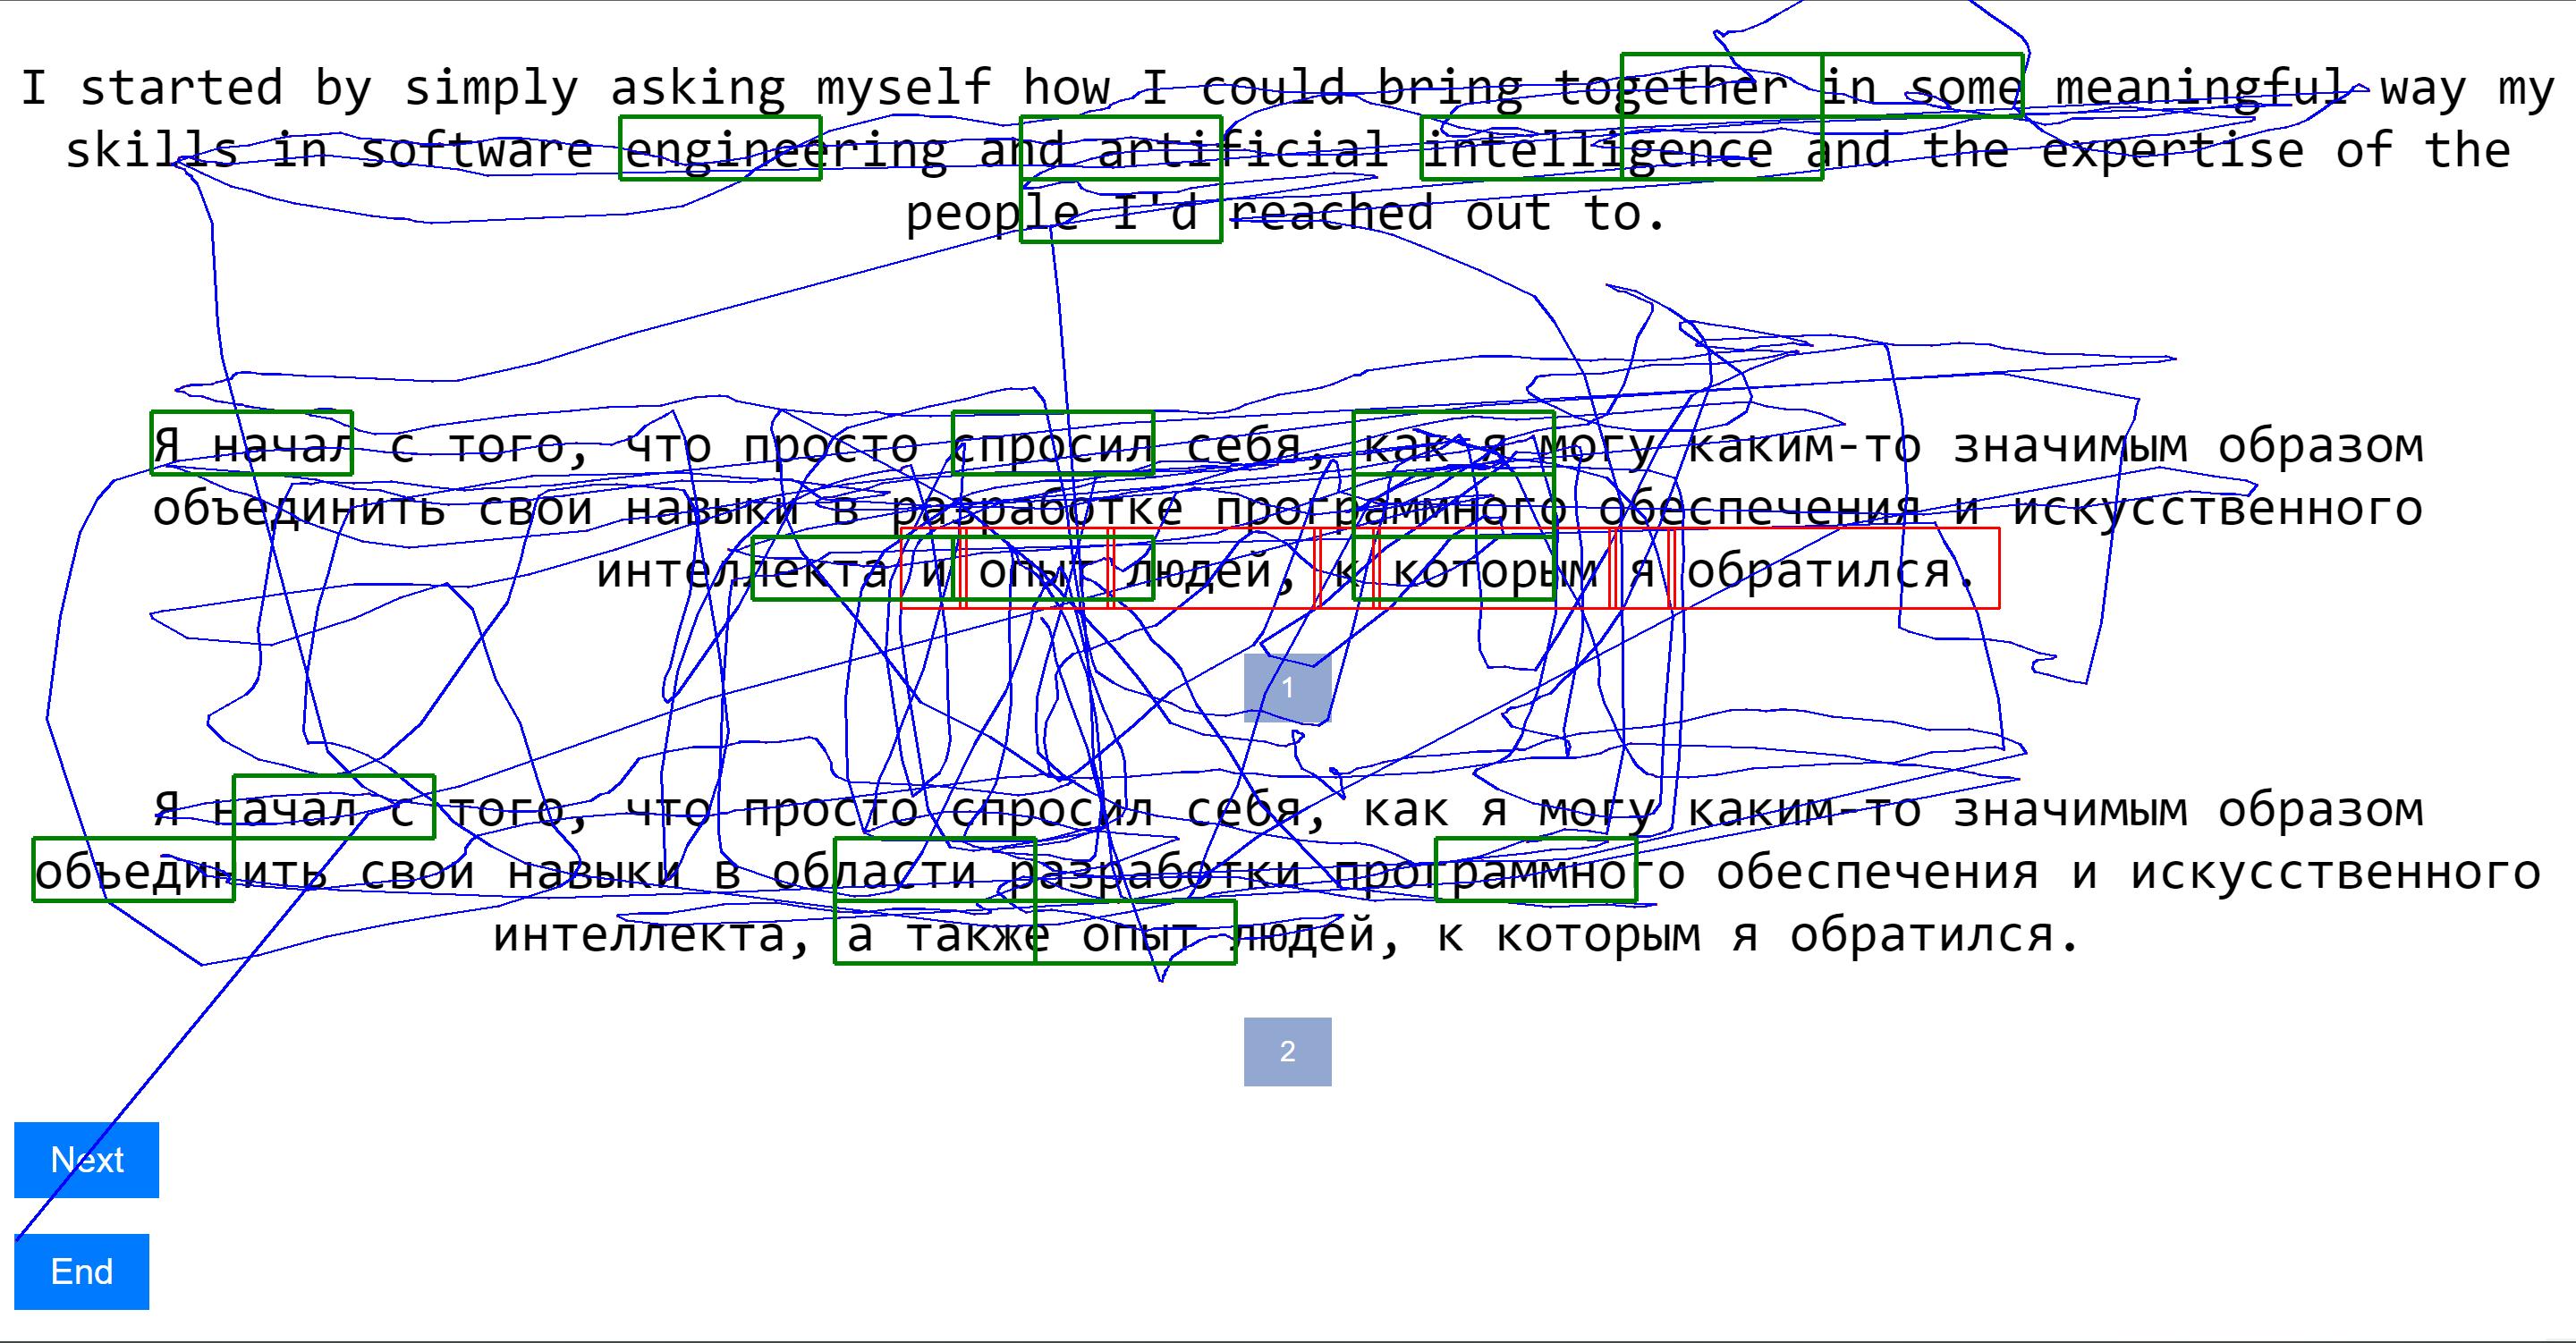 I started by simply asking myself how I could bring together in some meaningful way my
skills in software engineering and artificial intelligence and the expertise of the
people I'd reached out to.
Я начал с того, что просто спросил себя, как я могу каким-то значимым образом
объединить свои навыки в разработке программного обеспечения и искусственного
интеллекта и опыт людей, к которым я обратился.
1
Я начал с того, что просто спросил себя, как я могу каким-то значимым образом
объединить свои навыки в области разработки программного обеспечения и искусственного
интеллекта, а также опыт людей, к которым я обратился.
2
Next
End